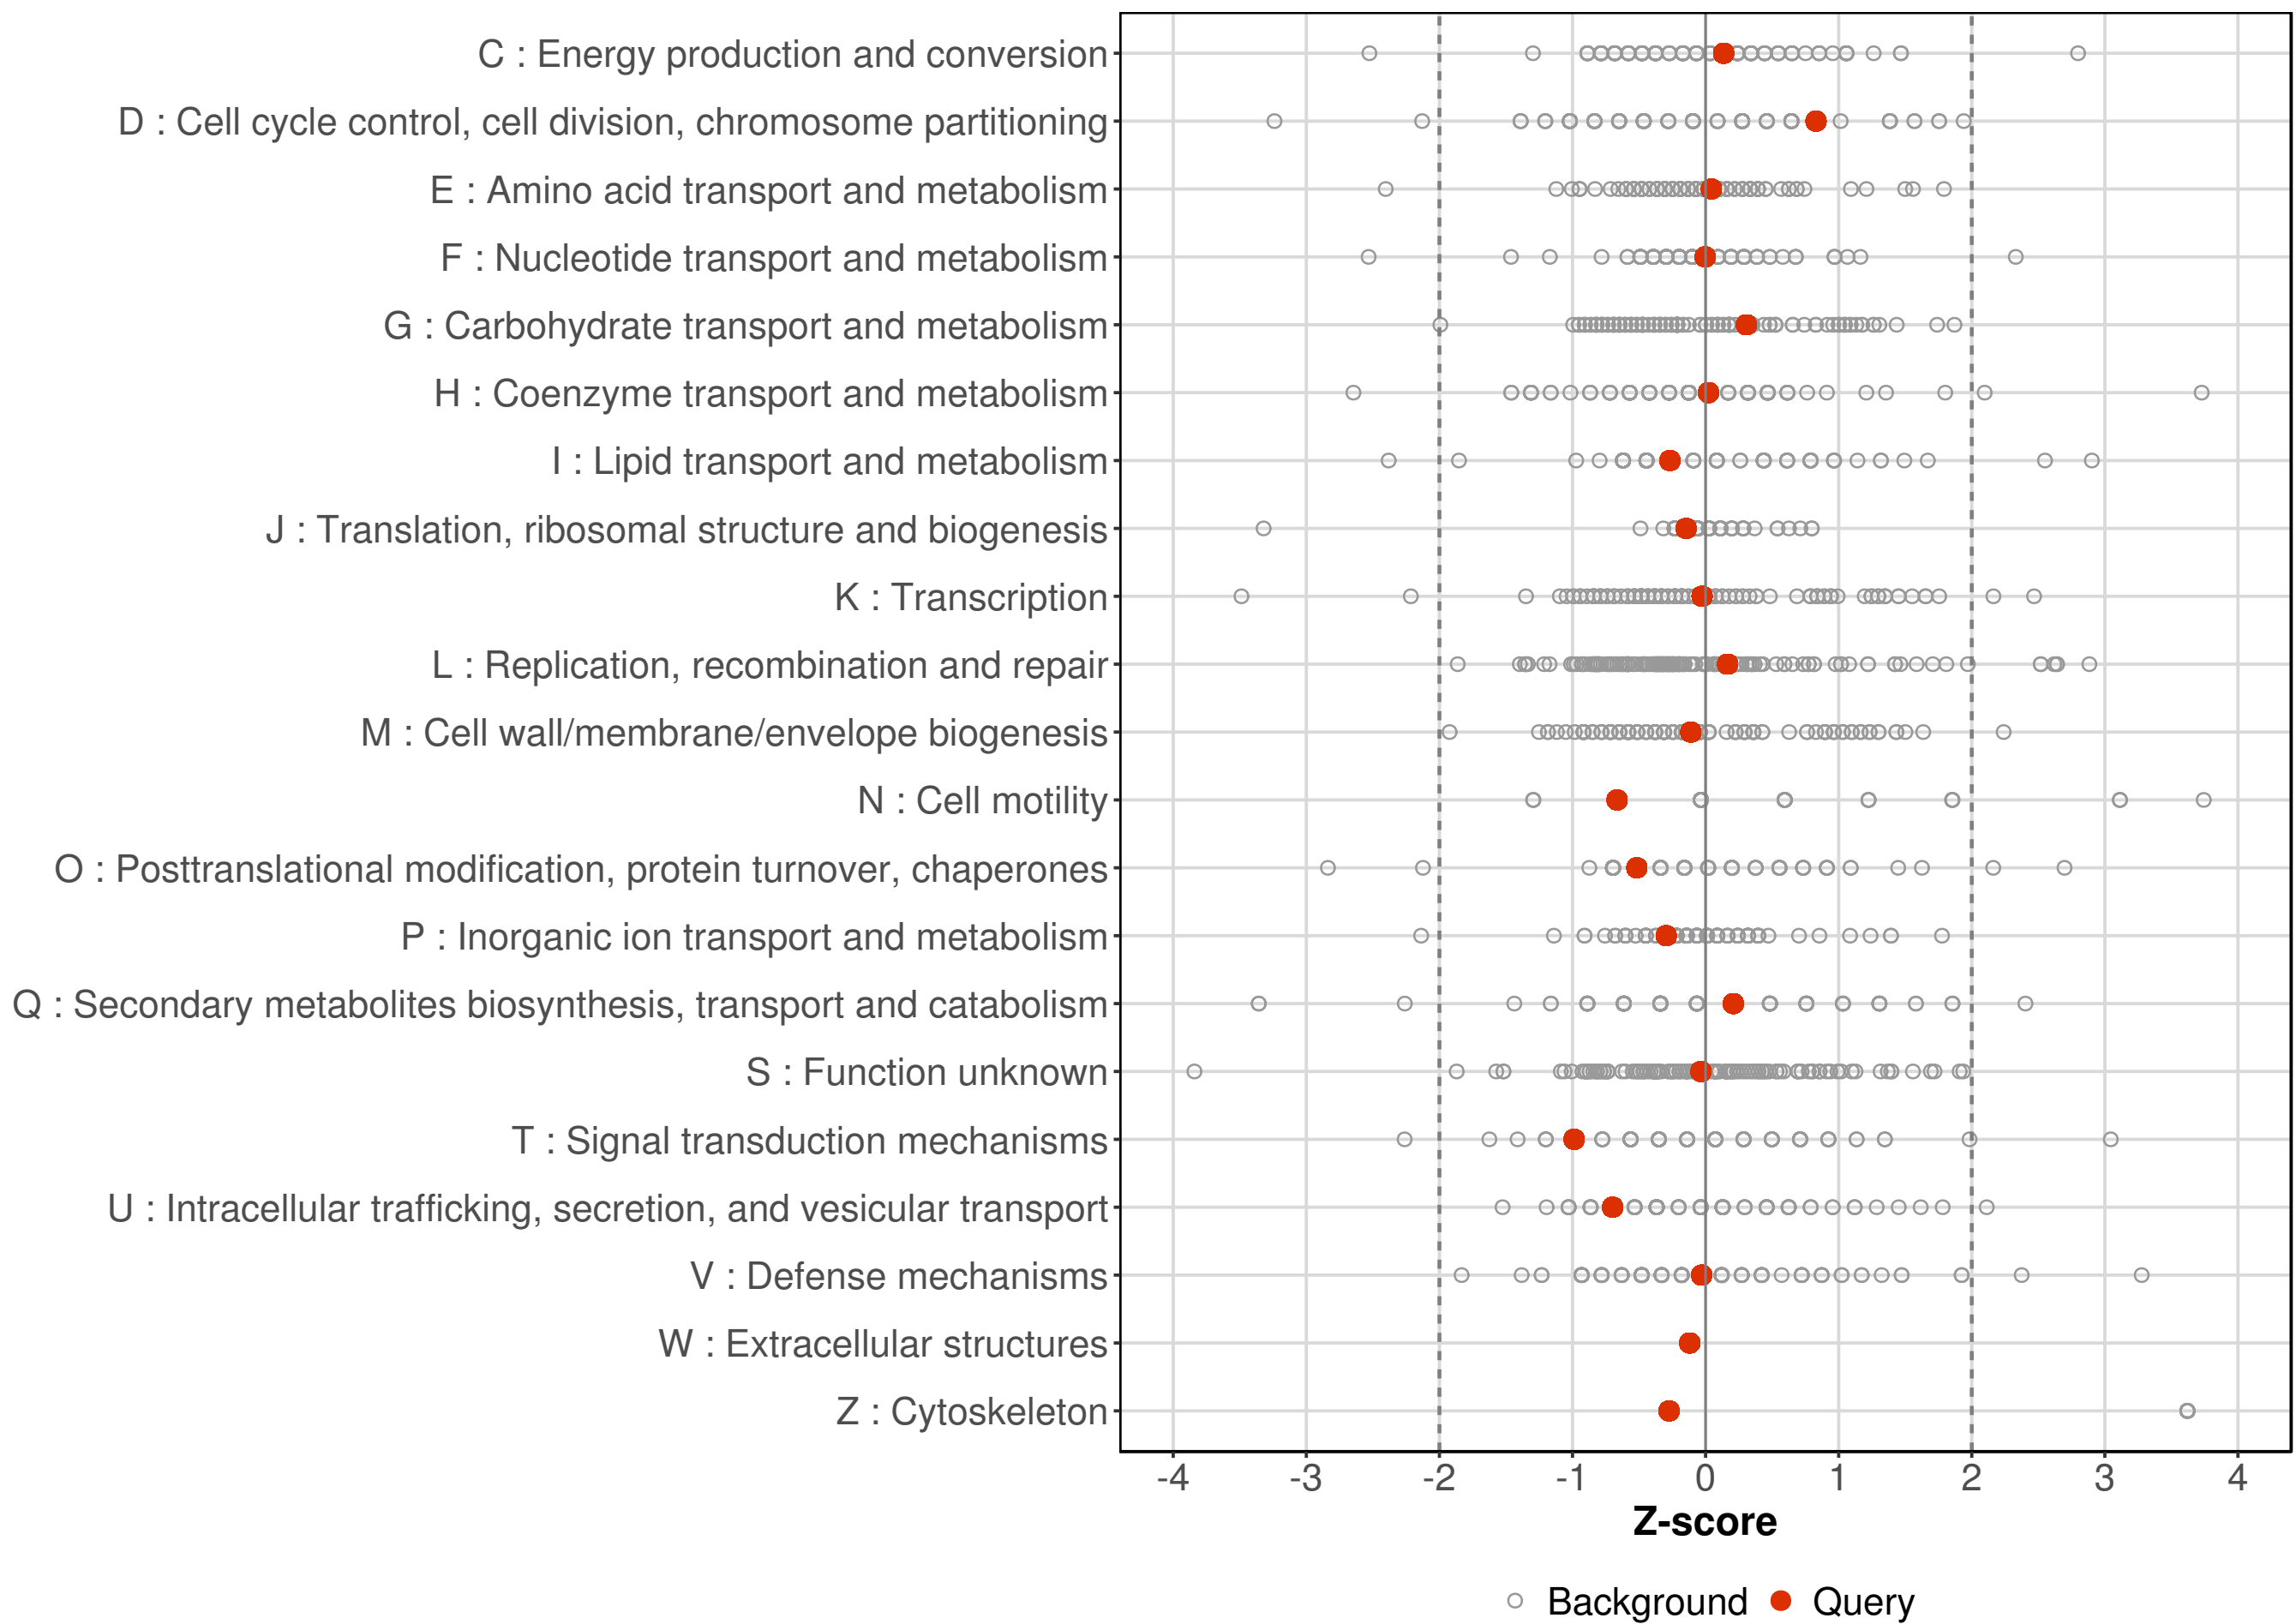 C : Energy production and conversion
D : Cell cycle control, cell division, chromosome partitioning
E : Amino acid transport and metabolism
F : Nucleotide transport and metabolism
G : Carbohydrate transport and metabolism
H : Coenzyme transport and metabolism
I : Lipid transport and metabolism
J : Translation, ribosomal structure and biogenesis
K : Transcription
L : Replication, recombination and repair
M : Cell wall/membrane/envelope biogenesis
N : Cell motility
O : Posttranslational modification, protein turnover, chaperones
P : Inorganic ion transport and metabolism
Q : Secondary metabolites biosynthesis, transport and catabolism
S : Function unknown
T : Signal transduction mechanisms
U : Intracellular trafficking, secretion, and vesicular transport
V : Defense mechanisms
W : Extracellular structures
Z : Cytoskeleton
-4 -3 -2 -1 0 1 2 3 4
Z-score
Background Query